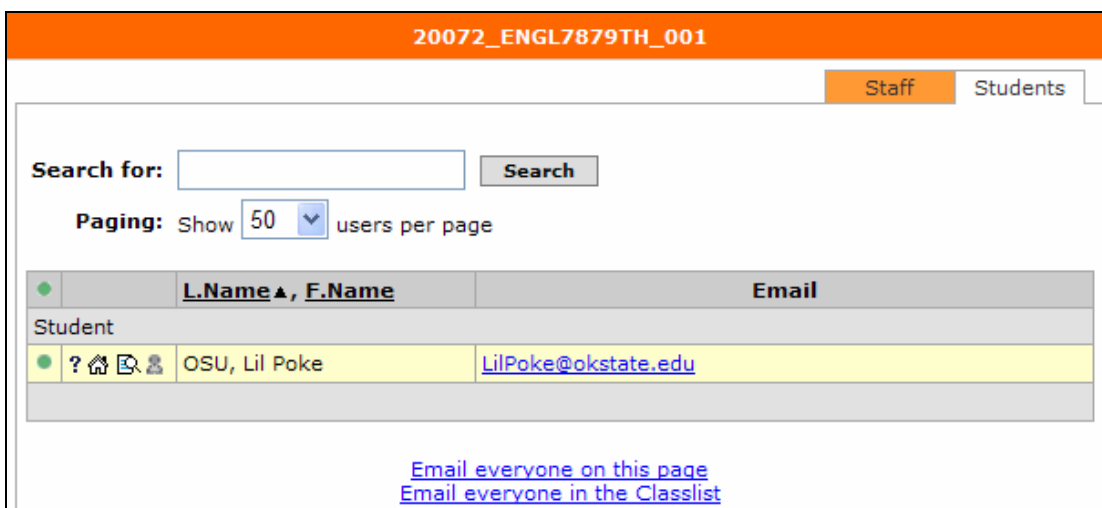 20072_ENGL7879TH_001
Staff Students
Search for: Search
Paging: Show 50 users per page
L.Name▲, F.Name Email
Student
? OSU, Lil Poke LilPoke@okstate.edu
Email everyone on this page
Email everyone in the Classlist